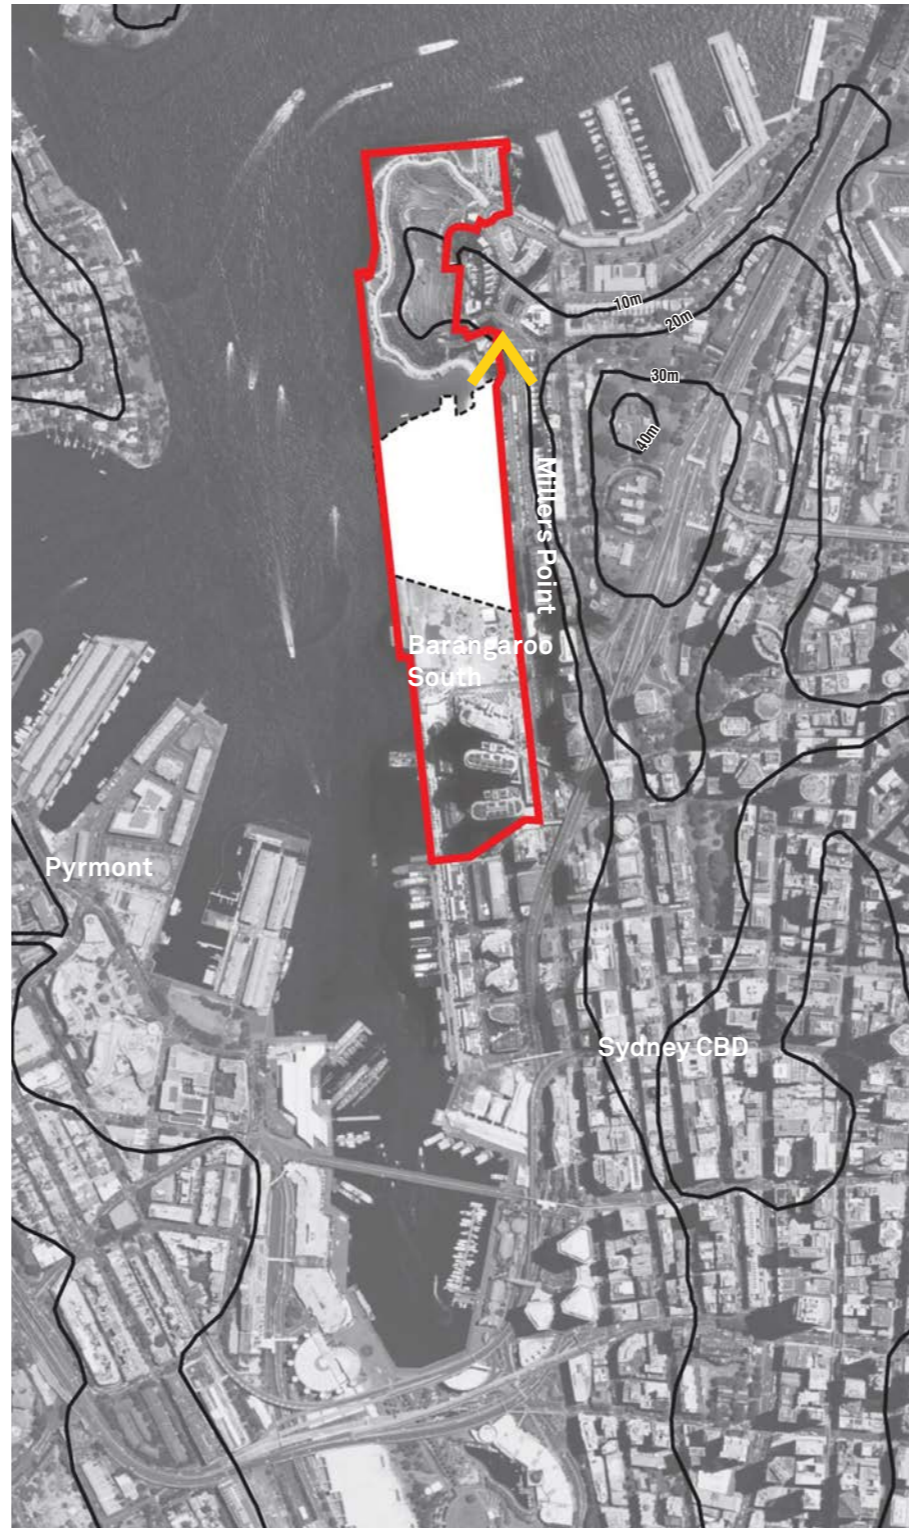 10m
20m
30m
40m
Millers Point
Barangaroo
South
Pyrmont
Sydney CBD